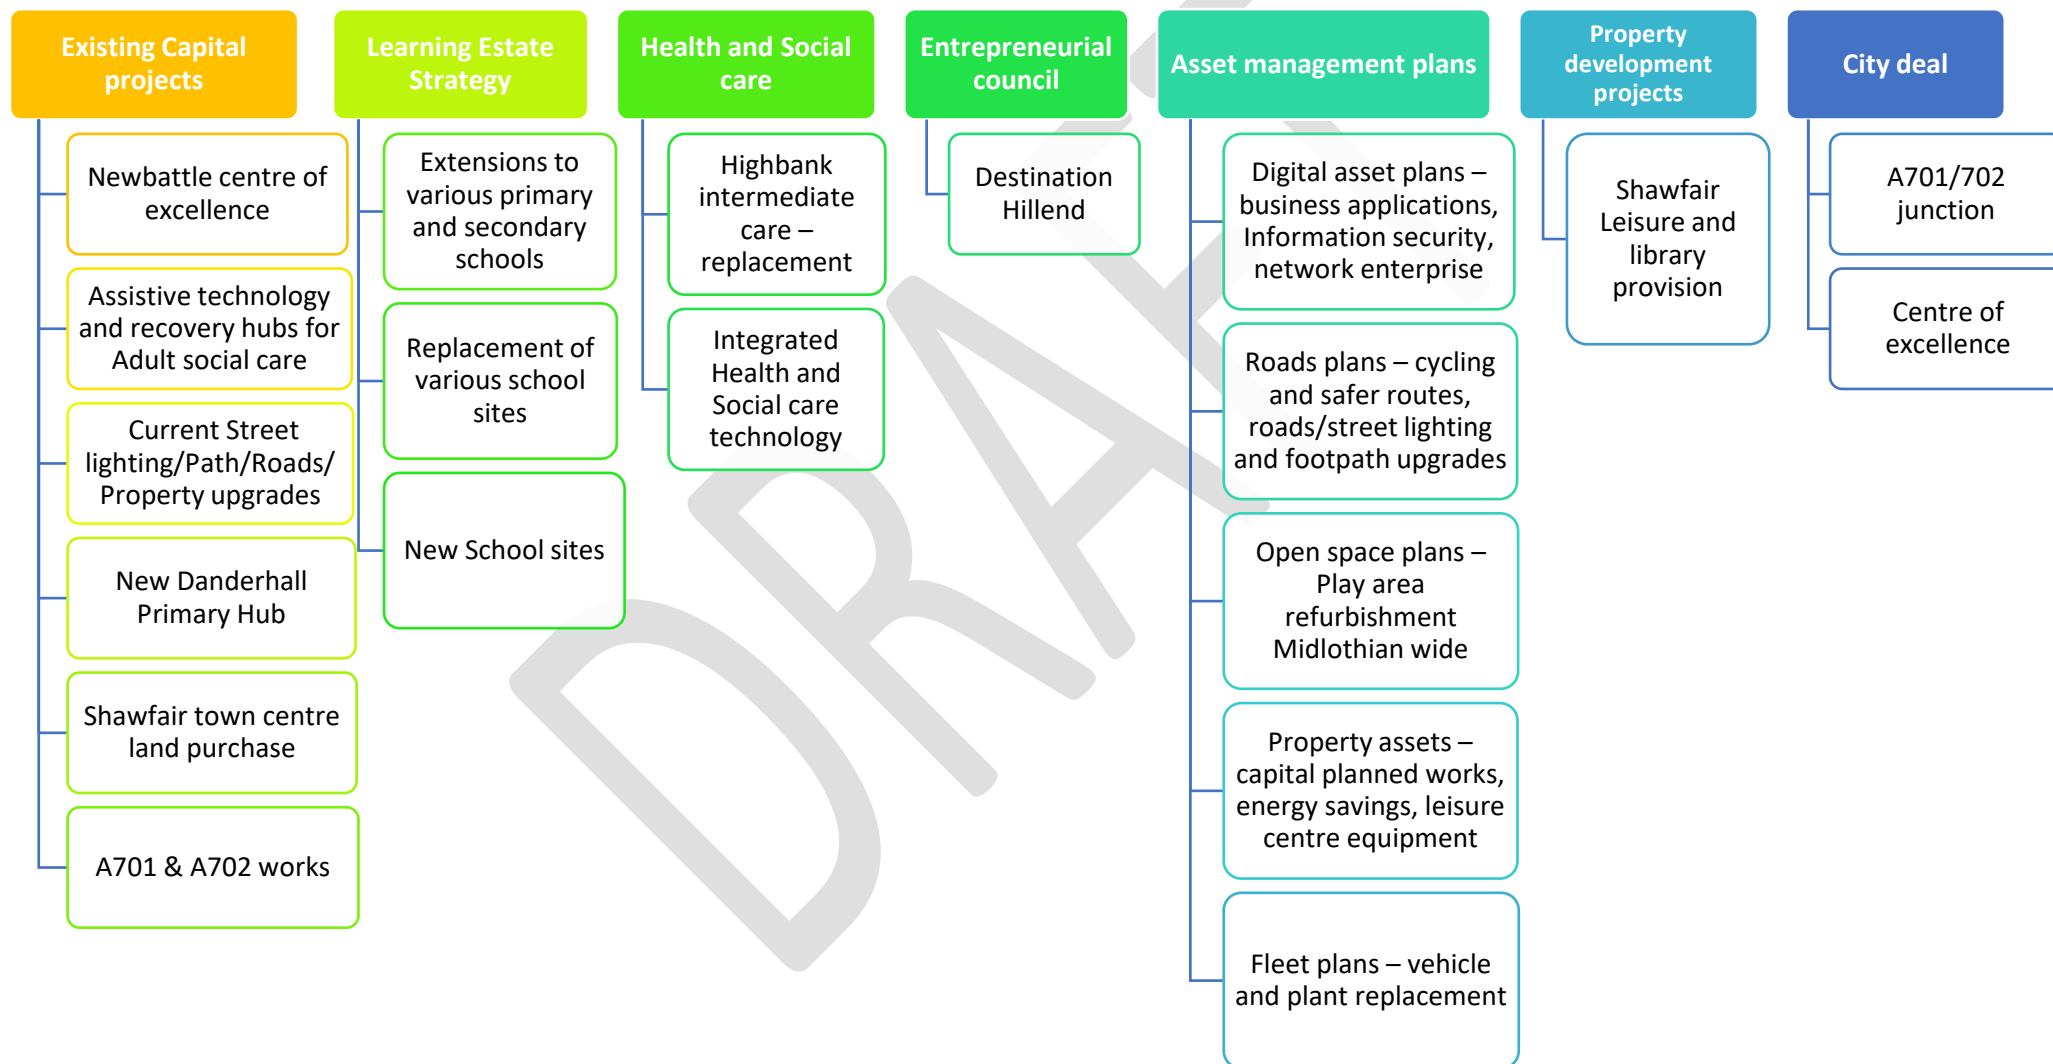 Existing Capital
projects
Newbattle centre of
excellence
Assistive technology
and recovery hubs for
Adult social care
Current Street
lighting/Path/Roads/
Property upgrades
New Danderhall
Primary Hub
Shawfair town centre
land purchase
A701 & A702 works
Learning Estate
Strategy
Extensions to
various primary
and secondary
schools
Replacement of
various school
sites
New School sites
Health and Social
care
Highbank
intermediate
care –
replacement
Integrated
Health and
Social care
technology
Entrepreneurial
council
Destination
Hillend
Asset management plans
Digital asset plans –
business applications,
Information security,
network enterprise
Roads plans – cycling
and safer routes,
roads/street lighting
and footpath upgrades
Open space plans –
Play area
refurbishment
Midlothian wide
Property assets –
capital planned works,
energy savings, leisure
centre equipment
Fleet plans – vehicle
and plant replacement
Property
development
projects
Shawfair
Leisure and
library
provision
City deal
A701/702
junction
Centre of
excellence
DRAFT